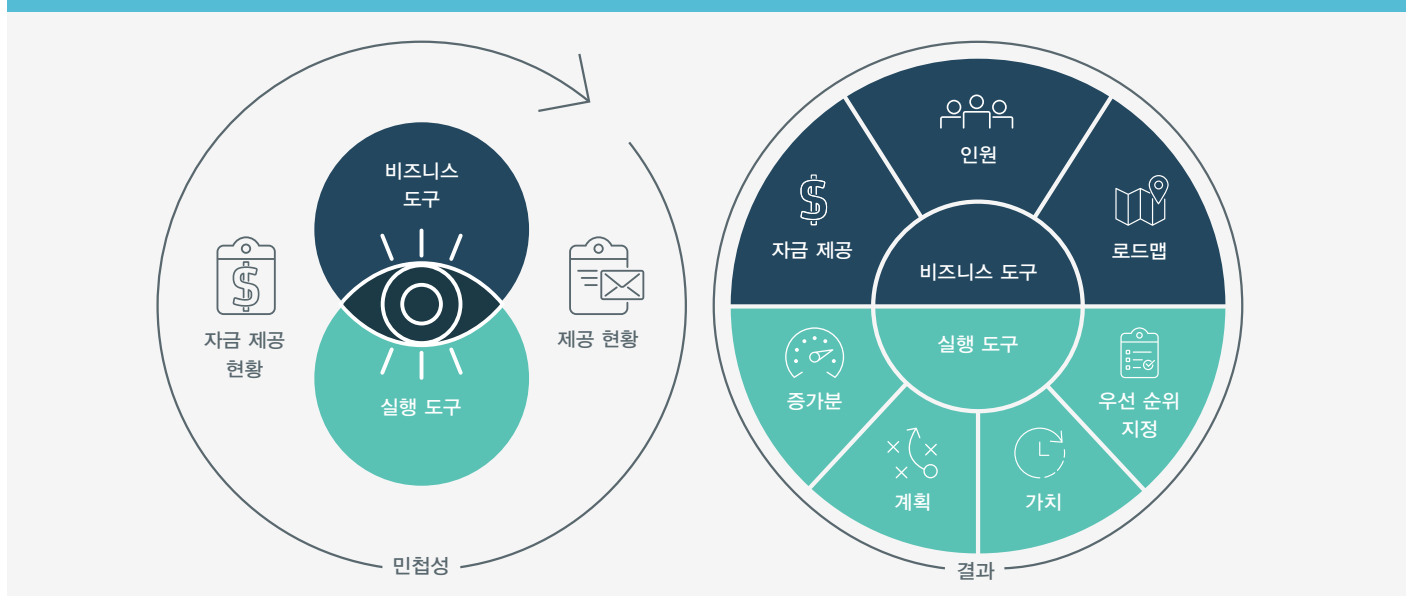 비즈니스
도구
자금 제공
현황
제공 현황
실행 도구
민첩성
인원
자금 제공
로드맵
비즈니스 도구
실행 도구
증가분
우선 순위
지정
계획
가치
결과